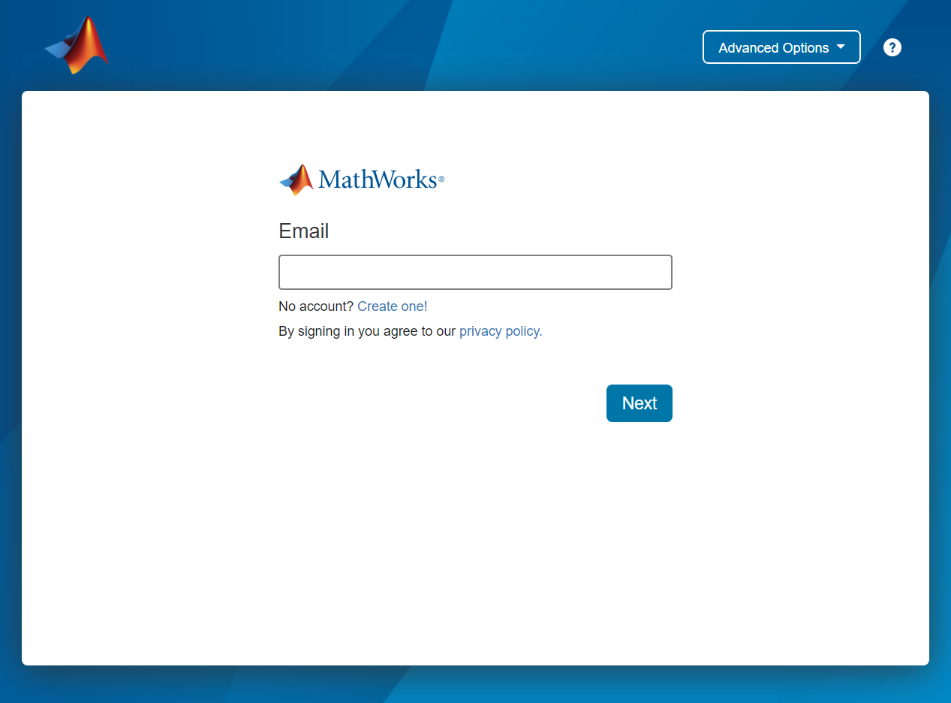 Advanced Options
?
MathWorks®
Email
No account? Create one!
By signing in you agree to our privacy policy.
Next